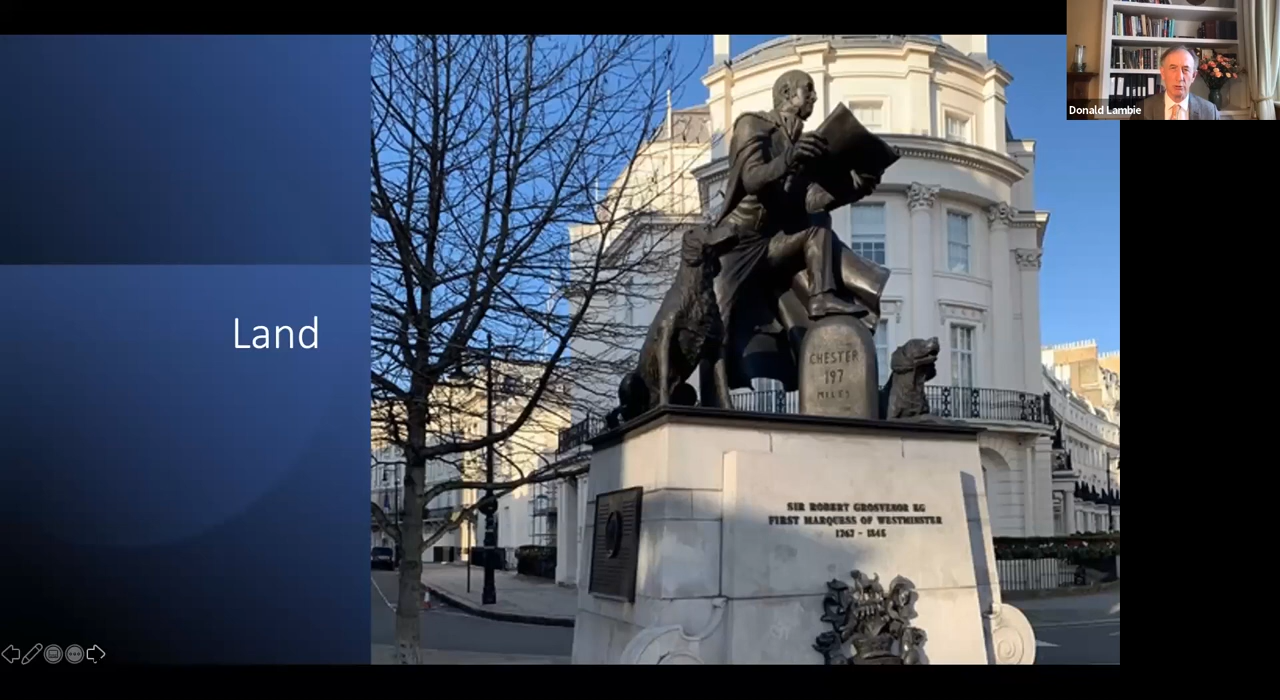 Donald Lambie
Land
CHESTER
197
MILES
SIR ROBERT GROSVENOR KG
FIRST MARQUESS OF WESTMINSTER
1767 - 1845